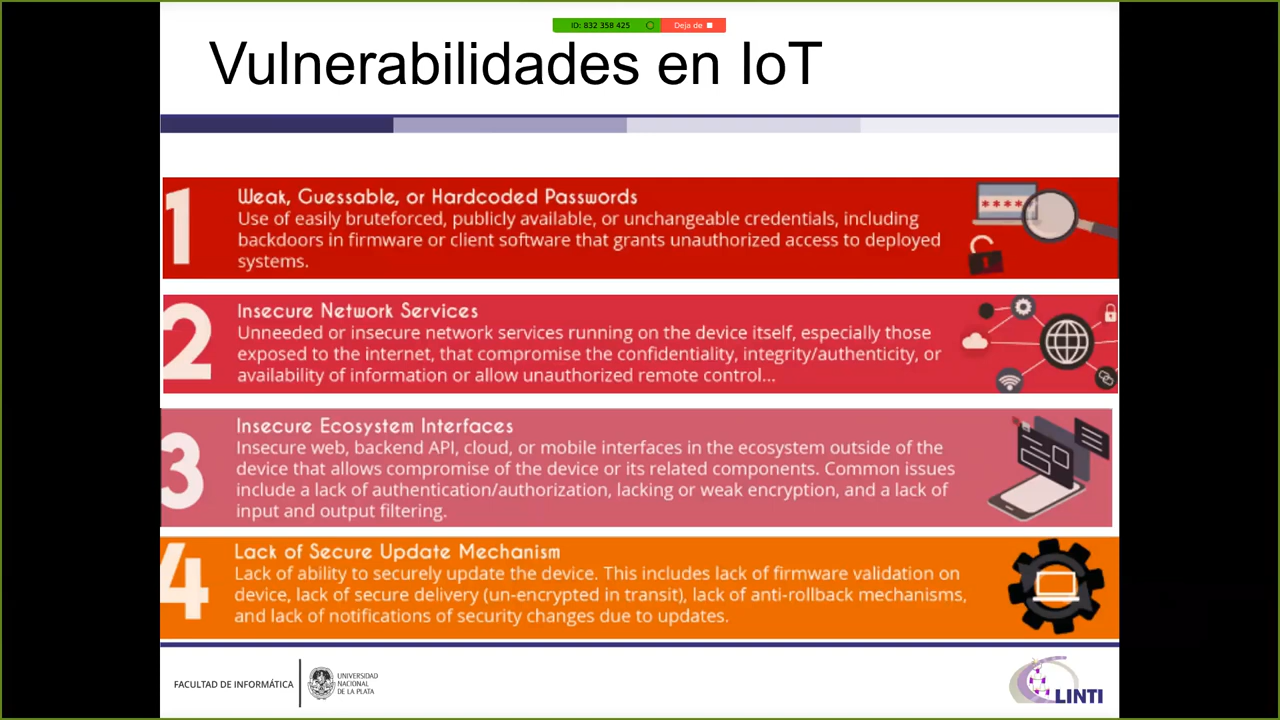 ID: 832 358 425
Deja de
Vulnerabilidades en IoT
1
Weak, Guessable, or Hardcoded Passwords
Use of easily bruteforced, publicly available, or unchangeable credentials, including
backdoors in firmware or client software that grants unauthorized access to deployed
systems.
****
2
Insecure Network Services
Unneeded or insecure network services running on the device itself, especially those
exposed to the internet, that compromise the confidentiality, integrity/authenticity, or
availability of information or allow unauthorized remote control...
3
Insecure Ecosystem Interfaces
Insecure web, backend API, cloud, or mobile interfaces in the ecosystem outside of the
device that allows compromise of the device or its related components. Common issues
include a lack of authentication/authorization, lacking or weak encryption, and a lack of
input and output filtering.
4
Lack of Secure Update Mechanism
Lack of ability to securely update the device. This includes lack of firmware validation on
device, lack of secure delivery (un-encrypted in transit), lack of anti-rollback mechanisms,
and lack of notifications of security changes due to updates.
FACULTAD DE INFORMÁTICA
UNIVERSIDAD
NACIONAL
DE LA PLATA
LINTI